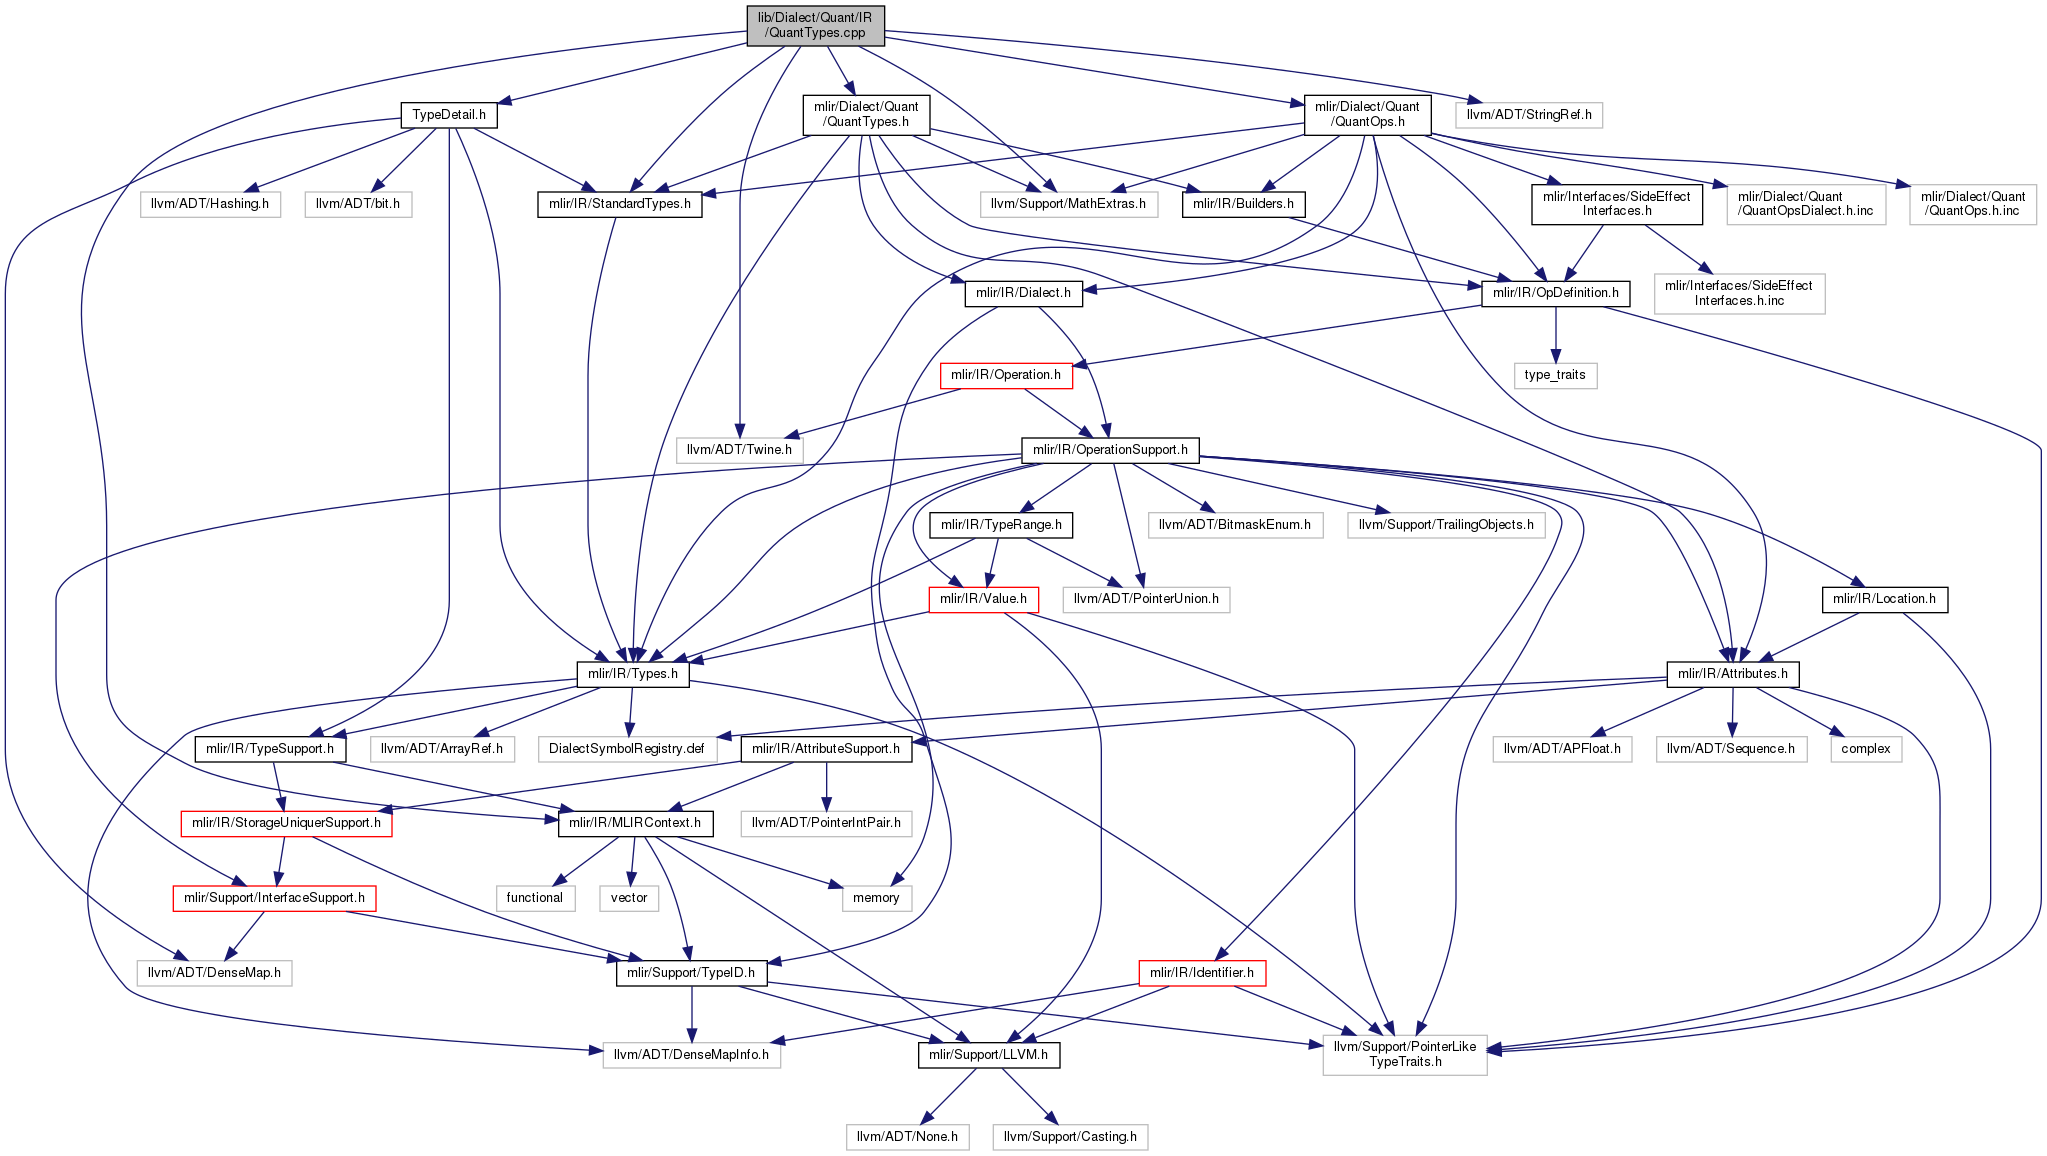 lib/Dialect/Quant/IR
/QuantTypes.cpp
TypeDetail.h
mlir/Dialect/Quant
/QuantTypes.h
mlir/Dialect/Quant
/QuantOps.h
llvm/ADT/StringRef.h
llvm/ADT/Hashing.h
llvm/ADT/bit.h
mlir/IR/StandardTypes.h
llvm/Support/MathExtras.h
mlir/IR/Builders.h
mlir/Interfaces/SideEffect
Interfaces.h
mlir/Dialect/Quant
/QuantOpsDialect.h.inc
mlir/Dialect/Quant
/QuantOps.h.inc
mlir/IR/Dialect.h
mlir/IR/OpDefinition.h
mlir/Interfaces/SideEffect
Interfaces.h.inc
mlir/IR/Operation.h
type_traits
llvm/ADT/Twine.h
mlir/IR/OperationSupport.h
mlir/IR/TypeRange.h
llvm/ADT/BitmaskEnum.h
llvm/Support/TrailingObjects.h
mlir/IR/Value.h
llvm/ADT/PointerUnion.h
mlir/IR/Location.h
mlir/IR/Types.h
mlir/IR/Attributes.h
mlir/IR/TypeSupport.h
llvm/ADT/ArrayRef.h
DialectSymbolRegistry.def
mlir/IR/AttributeSupport.h
llvm/ADT/APFloat.h
llvm/ADT/Sequence.h
complex
mlir/IR/StorageUniquerSupport.h
mlir/IR/MLIRContext.h
llvm/ADT/PointerIntPair.h
mlir/Support/InterfaceSupport.h
functional
vector
memory
llvm/ADT/DenseMap.h
mlir/Support/TypeID.h
mlir/IR/Identifier.h
llvm/ADT/DenseMapInfo.h
mlir/Support/LLVM.h
llvm/Support/PointerLike
TypeTraits.h
llvm/ADT/None.h
llvm/Support/Casting.h